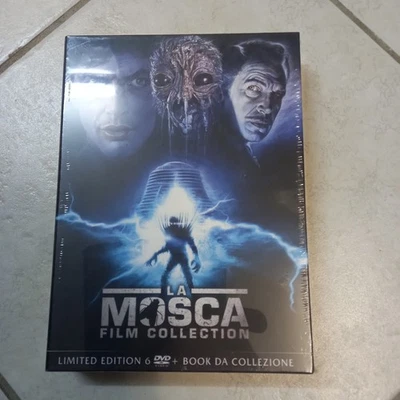 LA
MOSCA
FILM COLLECTION
LIMITED EDITION 6 DVD + BOOK DA COLLEZIONE